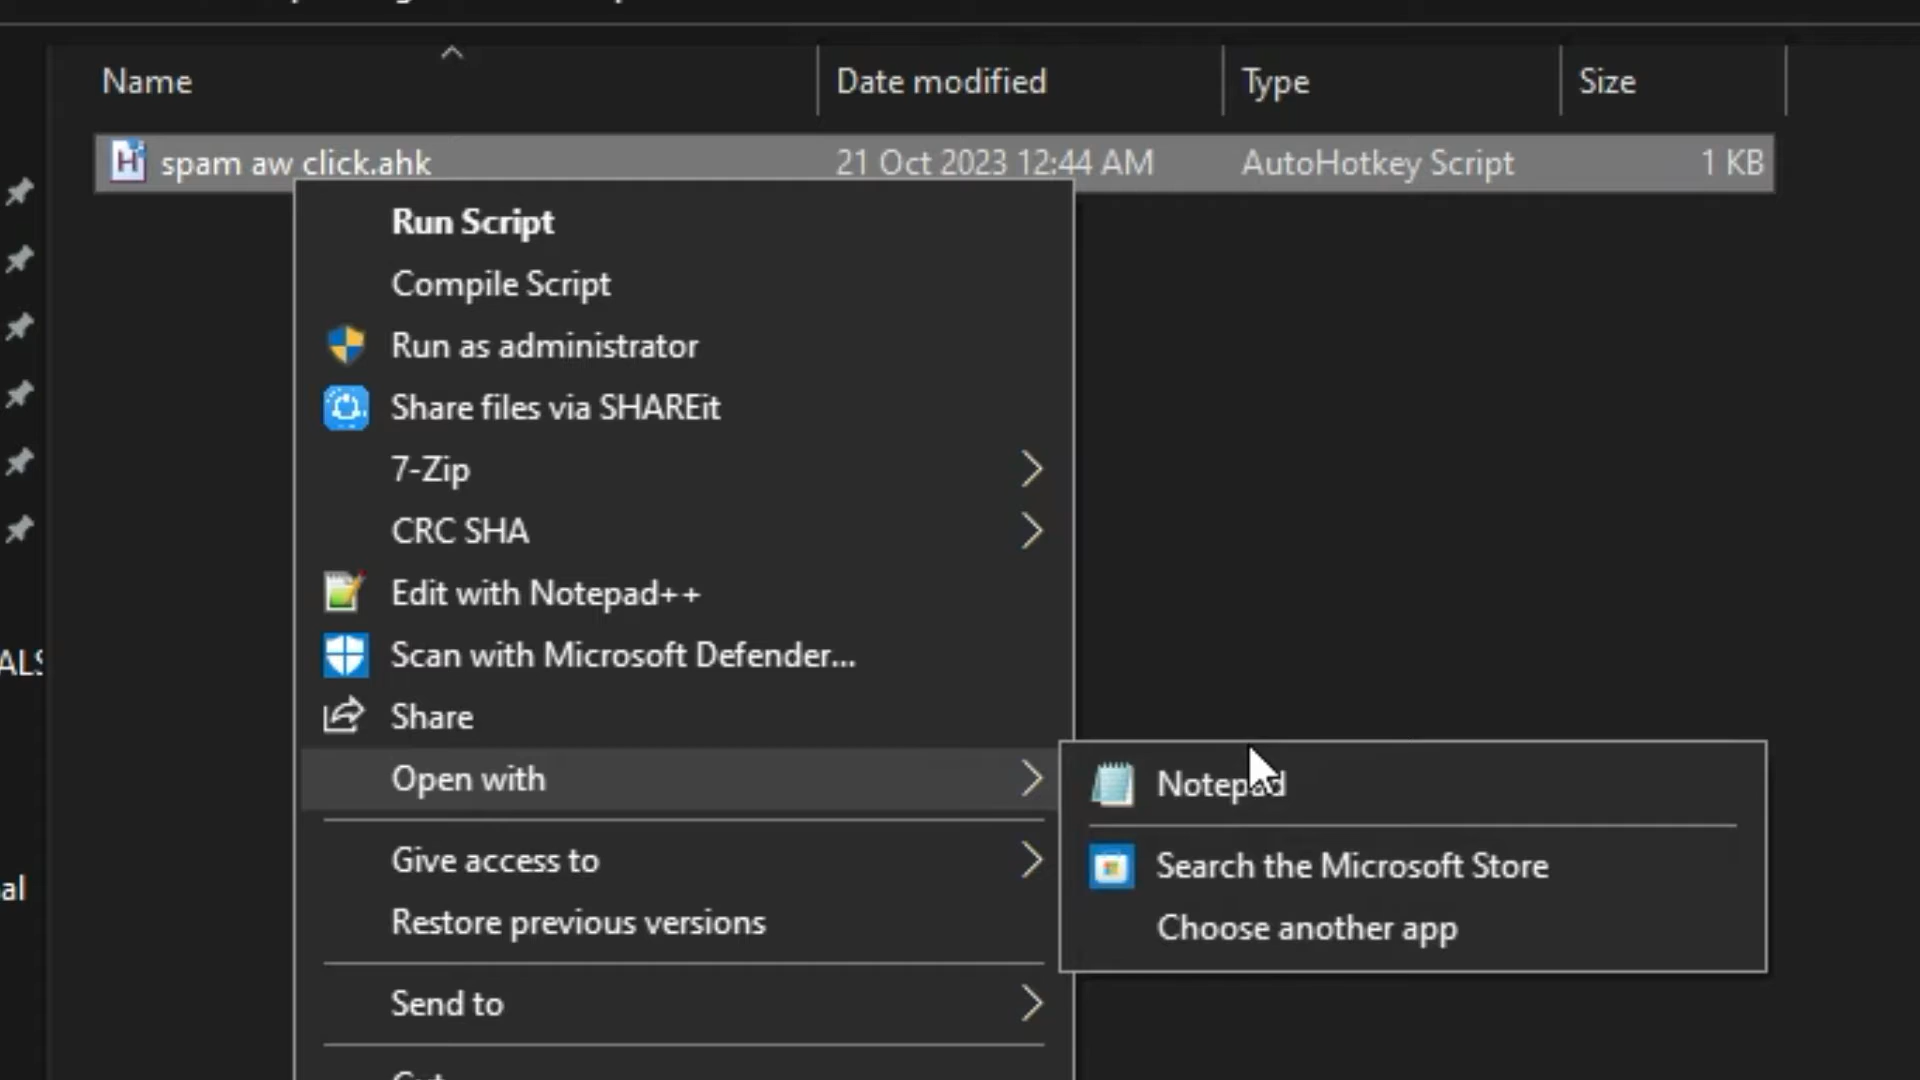 Name Date modified Type Size
spam aw click.ahk 21 Oct 2023 12:44 AM AutoHotkey Script 1 KB
Run Script
Compile Script
Run as administrator
Share files via SHAREit
7-Zip
CRC SHA
Edit with Notepad++
Scan with Microsoft Defender...
Share
Open with
Notepad
Search the Microsoft Store
Choose another app
Give access to
Restore previous versions
Send to
ALS
al